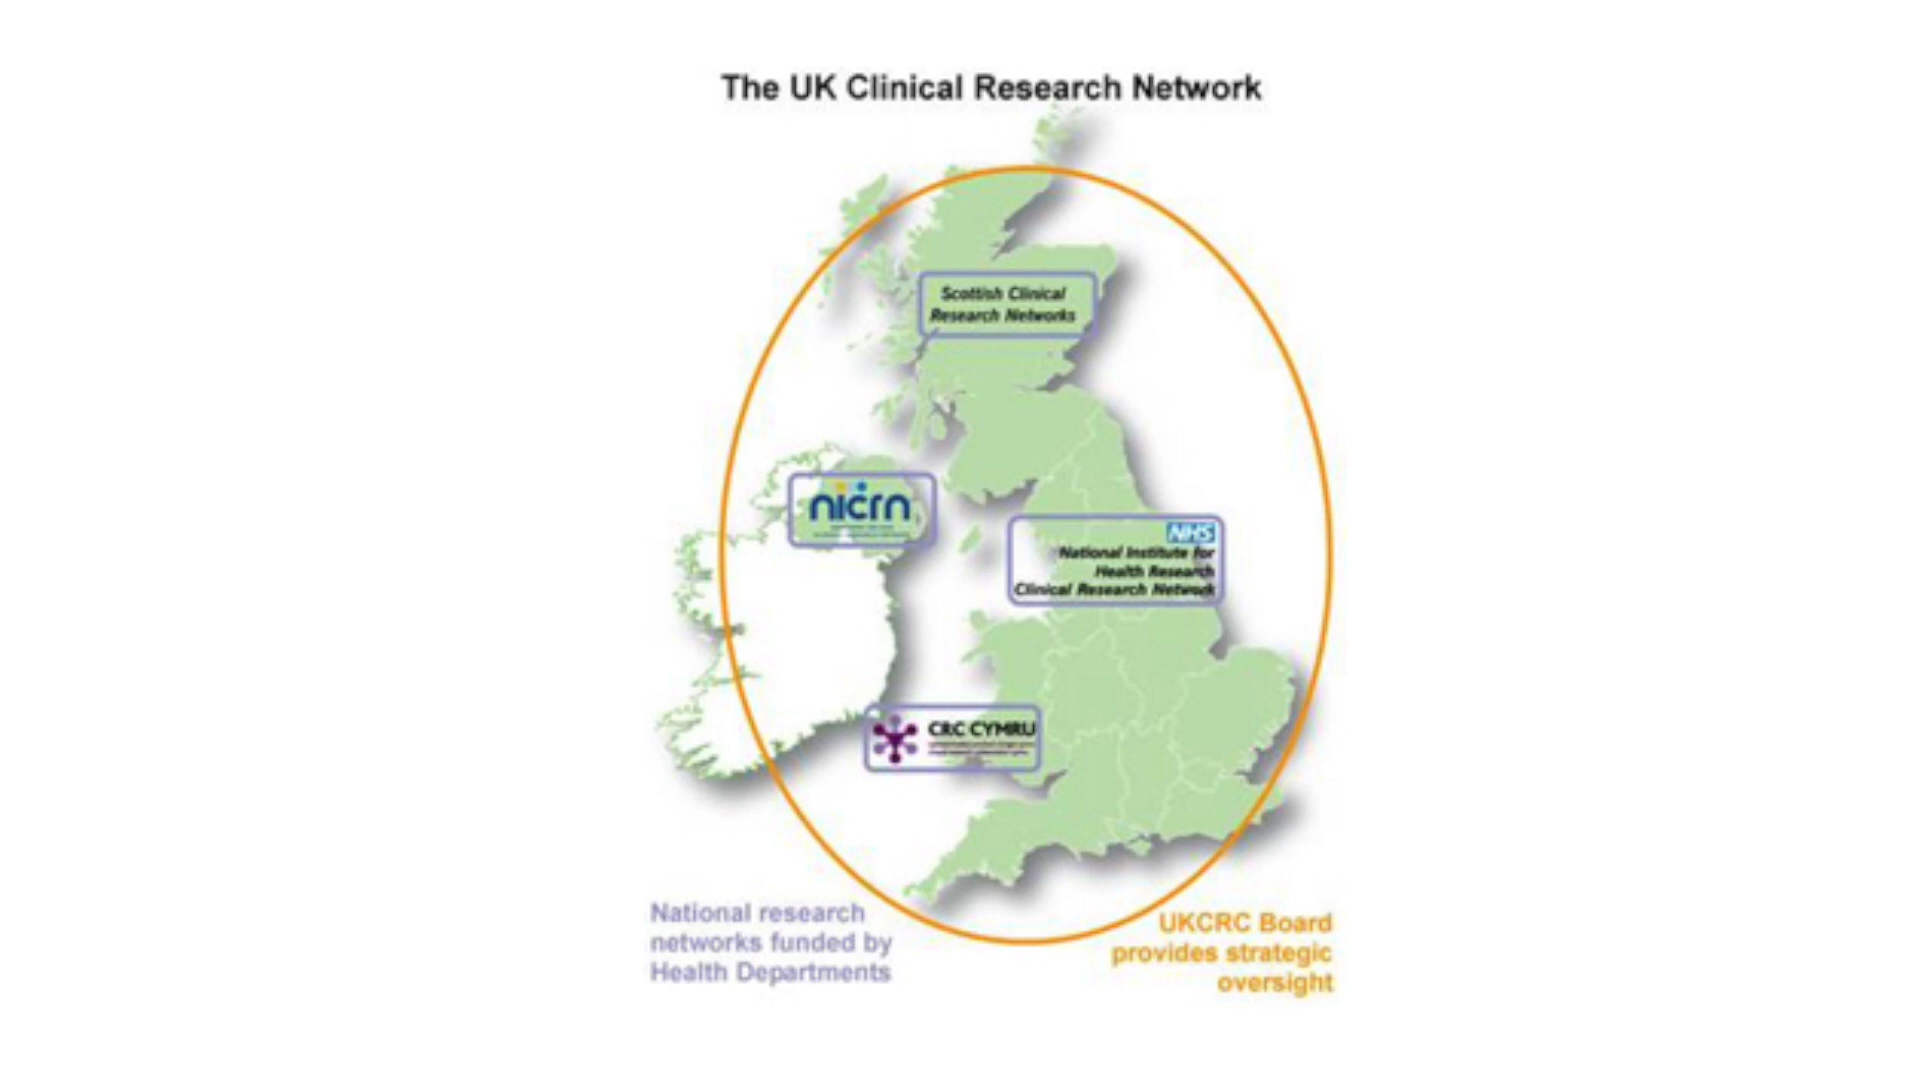 The UK Clinical Research Network
Scottish Clinical
Research Networks
nicrn
NHS
National Institute for
Health Research
Clinical Research Network
CRC CYMRU
National research
networks funded by
Health Departments
UKCRC Board
provides strategic
oversight